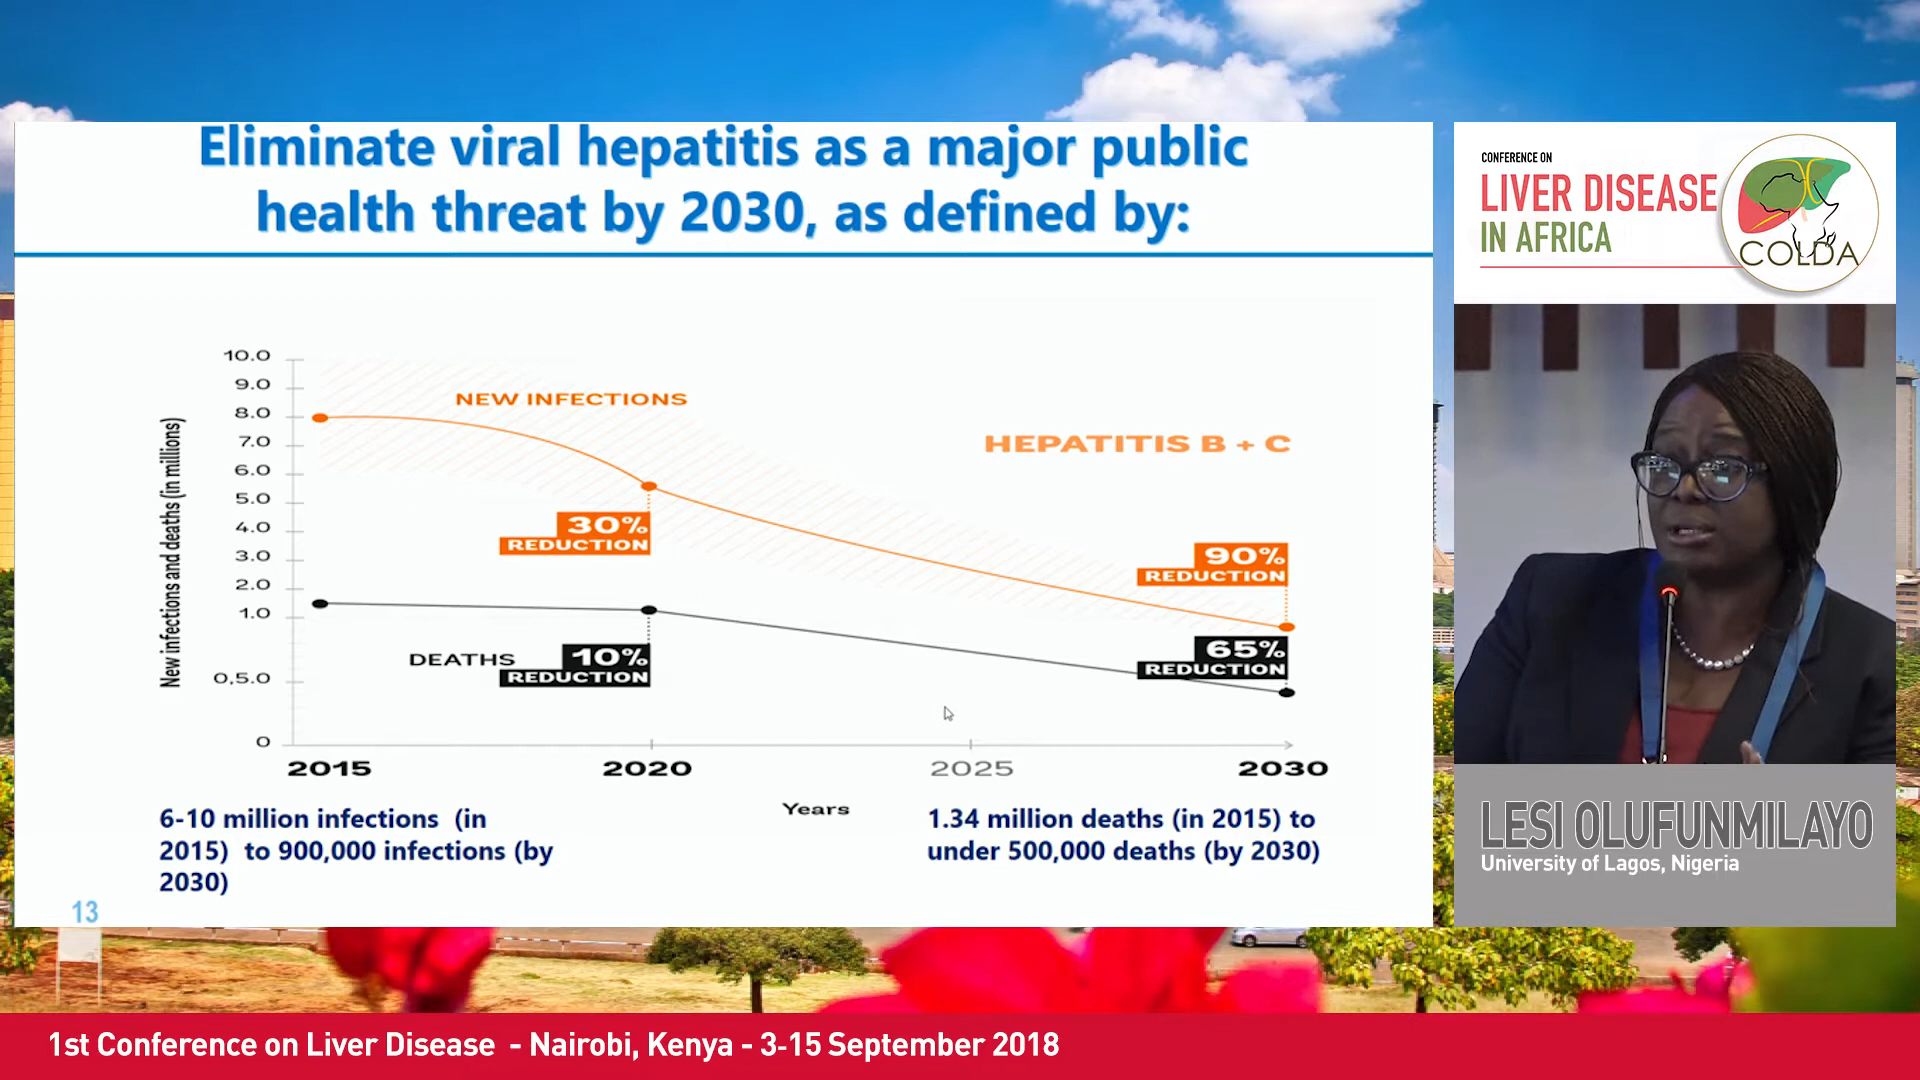 Eliminate viral hepatitis as a major public
health threat by 2030, as defined by:
New infections and deaths (in millions)
10.0
9.0
8.0
7.0
6.0
5.0
4.0
3.0
2.0
1.0
0,5.0
0
NEW INFECTIONS
HEPATITIS B + C
30%
REDUCTION
90%
REDUCTION
DEATHS
10%
REDUCTION
65%
REDUCTION
2015 2020 2025 2030
Years
6-10 million infections (in
2015) to 900,000 infections (by
2030)
1.34 million deaths (in 2015) to
under 500,000 deaths (by 2030)
13
CONFERENCE ON
LIVER DISEASE
IN AFRICA
COLDA
LESI OLUFUNMILAYO
University of Lagos, Nigeria
1st Conference on Liver Disease - Nairobi, Kenya - 3-15 September 2018